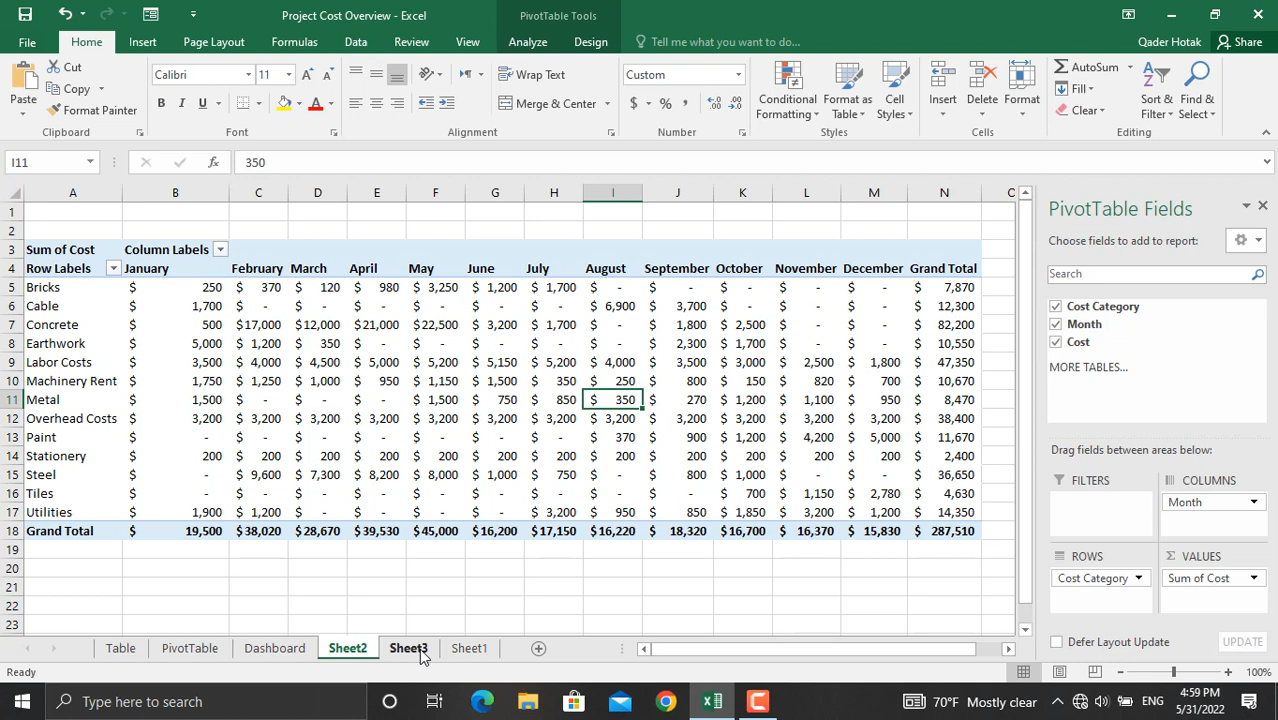 Project Cost Overview - Excel
PivotTable Tools
File Home Insert Page Layout Formulas Data Review View Analyze Design Tell me what you want to do... Qader Hotak Share
Paste
Cut
Copy
Format Painter
Clipboard
Calibri 11
B I U A
Font
Wrap Text
Merge & Center
Alignment
Custom
$ % ,
Number
Conditional Formatting
Format as Table
Cell Styles
Styles
Insert
Delete
Format
Cells
AutoSum
Fill
Clear
Sort & Filter
Find & Select
Editing
I11 fx 350
A B C D E F G H I J K L M N O
1
2
3 Sum of Cost Column Labels
4 Row Labels January February March April May June July August September October November December Grand Total
5 Bricks $ 250 $ 370 $ 120 $ 980 $ 3,250 $ 1,200 $ 1,700 $ - $ - $ - $ - $ - $ 7,870
6 Cable $ 1,700 $ - $ - $ - $ - $ - $ - $ 6,900 $ 3,700 $ - $ - $ - $ 12,300
7 Concrete $ 500 $17,000 $12,000 $21,000 $22,500 $ 3,200 $ 1,700 $ - $ 1,800 $ 2,500 $ - $ - $ 82,200
8 Earthwork $ 5,000 $ 1,200 $ 350 $ - $ - $ - $ - $ - $ 2,300 $ 1,700 $ - $ - $ 10,550
9 Labor Costs $ 3,500 $ 4,000 $ 4,500 $ 5,000 $ 5,200 $ 5,150 $ 5,200 $ 4,000 $ 3,500 $ 3,000 $ 2,500 $ 1,800 $ 47,350
10 Machinery Rent $ 1,750 $ 1,250 $ 1,000 $ 950 $ 1,150 $ 1,500 $ 350 $ 250 $ 800 $ 150 $ 820 $ 700 $ 10,670
11 Metal $ 1,500 $ - $ - $ - $ 1,500 $ 750 $ 850 $ 350 $ 270 $ 1,200 $ 1,100 $ 950 $ 8,470
12 Overhead Costs $ 3,200 $ 3,200 $ 3,200 $ 3,200 $ 3,200 $ 3,200 $ 3,200 $ 3,200 $ 3,200 $ 3,200 $ 3,200 $ 3,200 $ 38,400
13 Paint $ - $ - $ - $ - $ - $ - $ - $ 370 $ 900 $ 1,200 $ 4,200 $ 5,000 $ 11,670
14 Stationery $ 200 $ 200 $ 200 $ 200 $ 200 $ 200 $ 200 $ 200 $ 200 $ 200 $ 200 $ 200 $ 2,400
15 Steel $ - $ 9,600 $ 7,300 $ 8,200 $ 8,000 $ 1,000 $ 750 $ - $ 800 $ 1,000 $ - $ - $ 36,650
16 Tiles $ - $ - $ - $ - $ - $ - $ - $ - $ - $ 700 $ 1,150 $ 2,780 $ 4,630
17 Utilities $ 1,900 $ 1,200 $ - $ - $ - $ - $ 3,200 $ 950 $ 850 $ 1,850 $ 3,200 $ 1,200 $ 14,350
18 Grand Total $ 19,500 $38,020 $28,670 $39,530 $45,000 $16,200 $17,150 $16,220 $ 18,320 $16,700 $ 16,370 $ 15,830 $ 287,510
19
20
21
22
23
PivotTable Fields
Choose fields to add to report:
Search
Cost Category
Month
Cost
MORE TABLES...
Drag fields between areas below:
FILTERS
COLUMNS
Month
ROWS
Cost Category
Σ VALUES
Sum of Cost
Defer Layout Update UPDATE
Table PivotTable Dashboard Sheet2 Sheet3 Sheet1
Ready 100%
Type here to search 70°F Mostly clear ENG 4:59 PM
5/31/2022